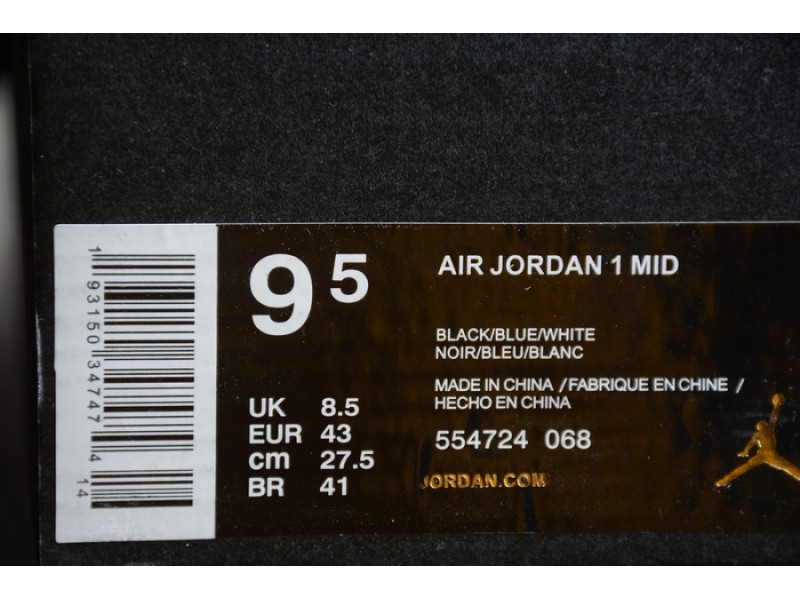 1 93150 34747 4
14
9.5
AIR JORDAN 1 MID
BLACK/BLUE/WHITE
NOIR/BLEU/BLANC
MADE IN CHINA /FABRIQUE EN CHINE /
HECHO EN CHINA
554724 068
UK 8.5
EUR 43
cm 27.5
BR 41
JORDAN.COM